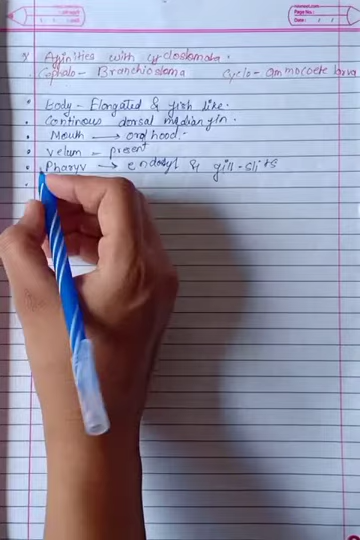 Affinities with cyclostomata.
Cephalo - Branchiostoma Cyclo - ammocoete larva
• Body - Elongated & fish like.
• Continous dorsal median fin.
• Mouth → oral hood.
• Velum - present
• Pharyx → endostyl & gill-slits